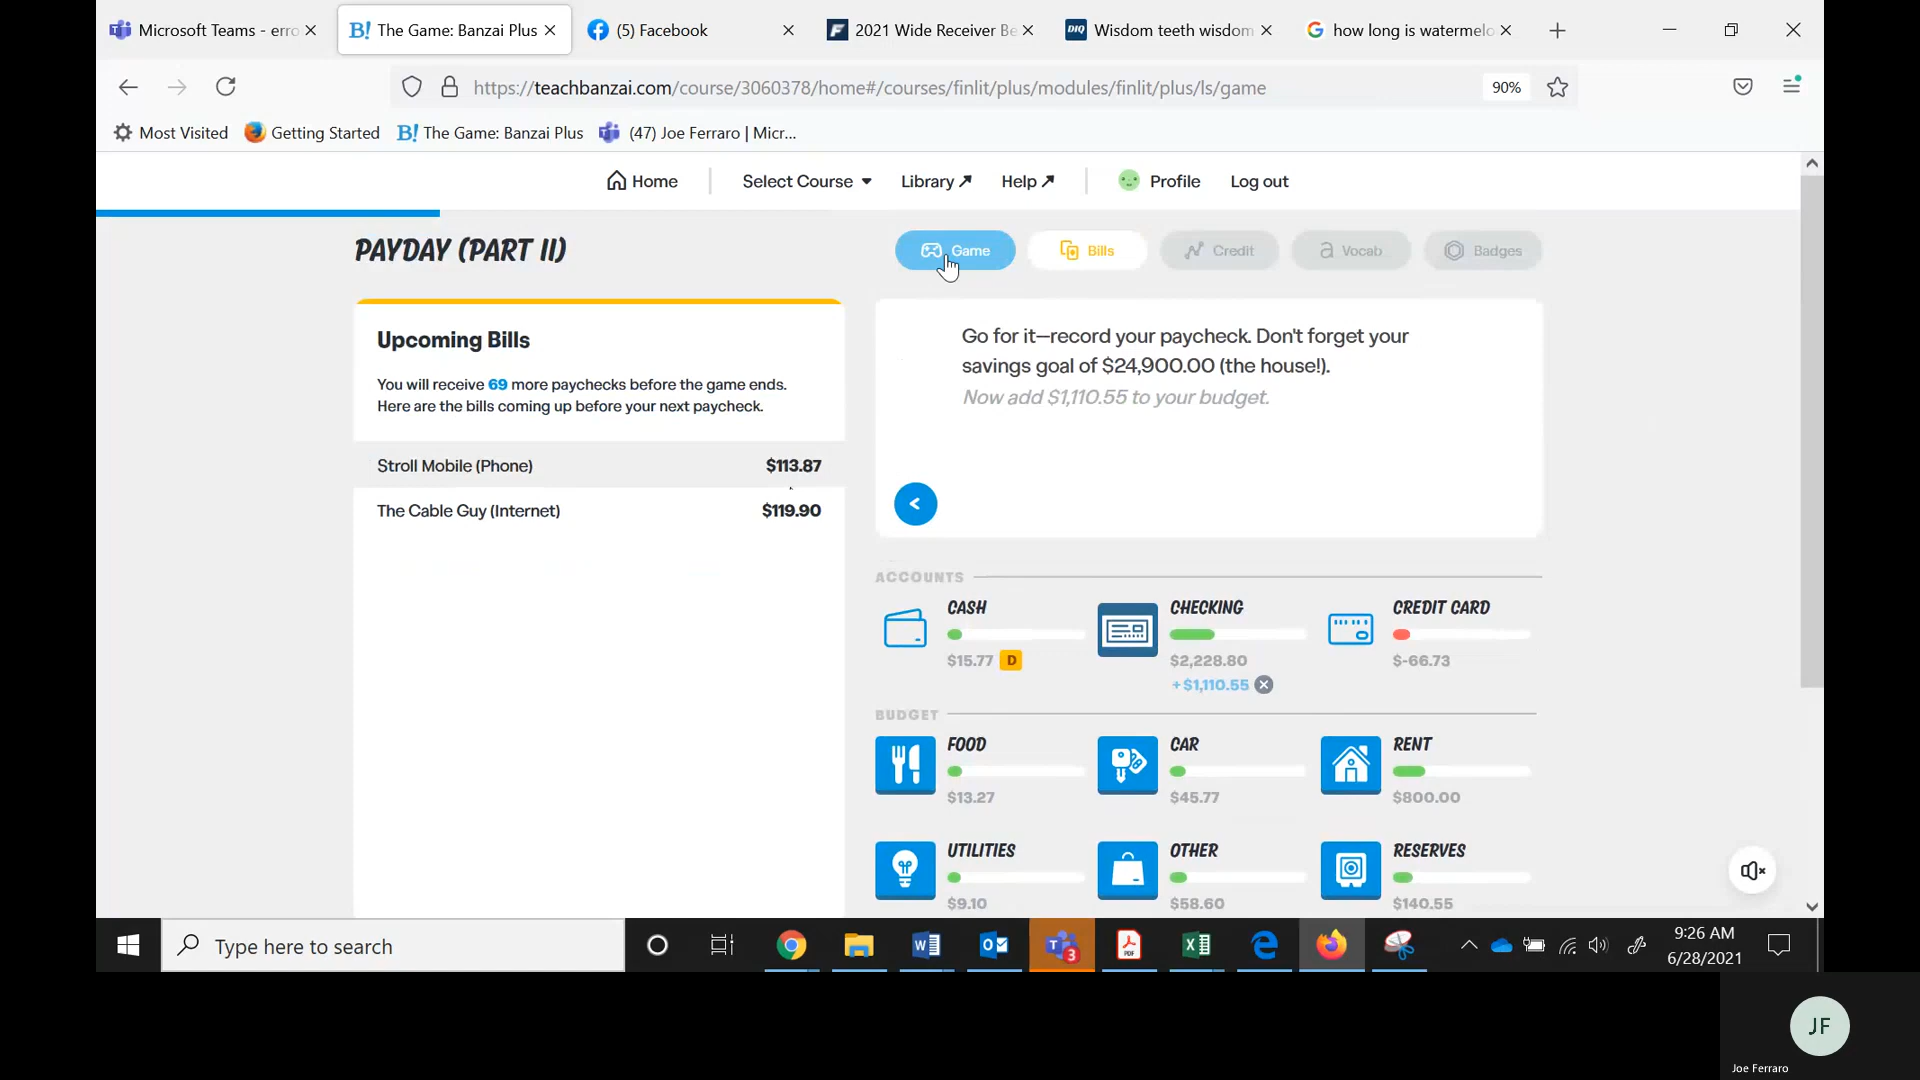 Microsoft Teams - erro
B! The Game: Banzai Plus
(5) Facebook
2021 Wide Receiver Be
DIQ Wisdom teeth wisdom
how long is watermelo
https://teachbanzai.com/course/3060378/home#/courses/finlit/plus/modules/finlit/plus/ls/game
90%
Most Visited
Getting Started
B! The Game: Banzai Plus
(47) Joe Ferraro | Micr...
Home
Select Course
Library
Help
Profile
Log out
PAYDAY (PART II)
Game
Bills
Credit
a Vocab
Badges
Upcoming Bills
You will receive 69 more paychecks before the game ends.
Here are the bills coming up before your next paycheck.
Stroll Mobile (Phone) $113.87
The Cable Guy (Internet) $119.90
Go for it—record your paycheck. Don't forget your
savings goal of $24,900.00 (the house!).
Now add $1,110.55 to your budget.
ACCOUNTS
CASH
$15.77 D
CHECKING
$2,228.80
+$1,110.55
CREDIT CARD
$-66.73
BUDGET
FOOD
$13.27
CAR
$45.77
RENT
$800.00
UTILITIES
$9.10
OTHER
$58.60
RESERVES
$140.55
Type here to search
3
PDF
9:26 AM
6/28/2021
JF
Joe Ferraro